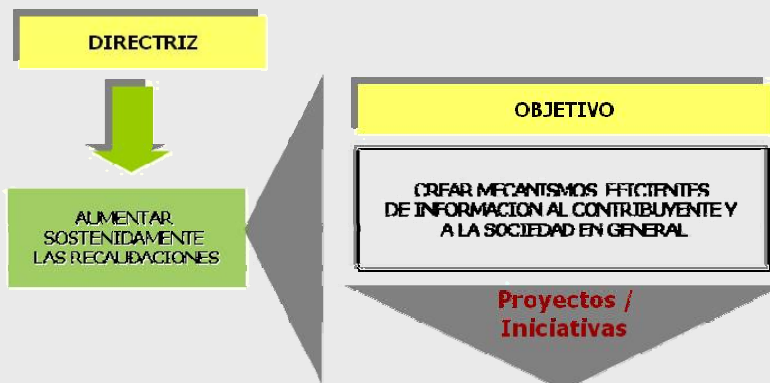 DIRECTRIZ
AUMENTAR
SOSTENIDAMENTE
LAS RECAUDACIONES
OBJETIVO
CREAR MECANISMOS EFICIENTES
DE INFORMACION AL CONTRIBUYENTE Y
A LA SOCIEDAD EN GENERAL
Proyectos /
Iniciativas